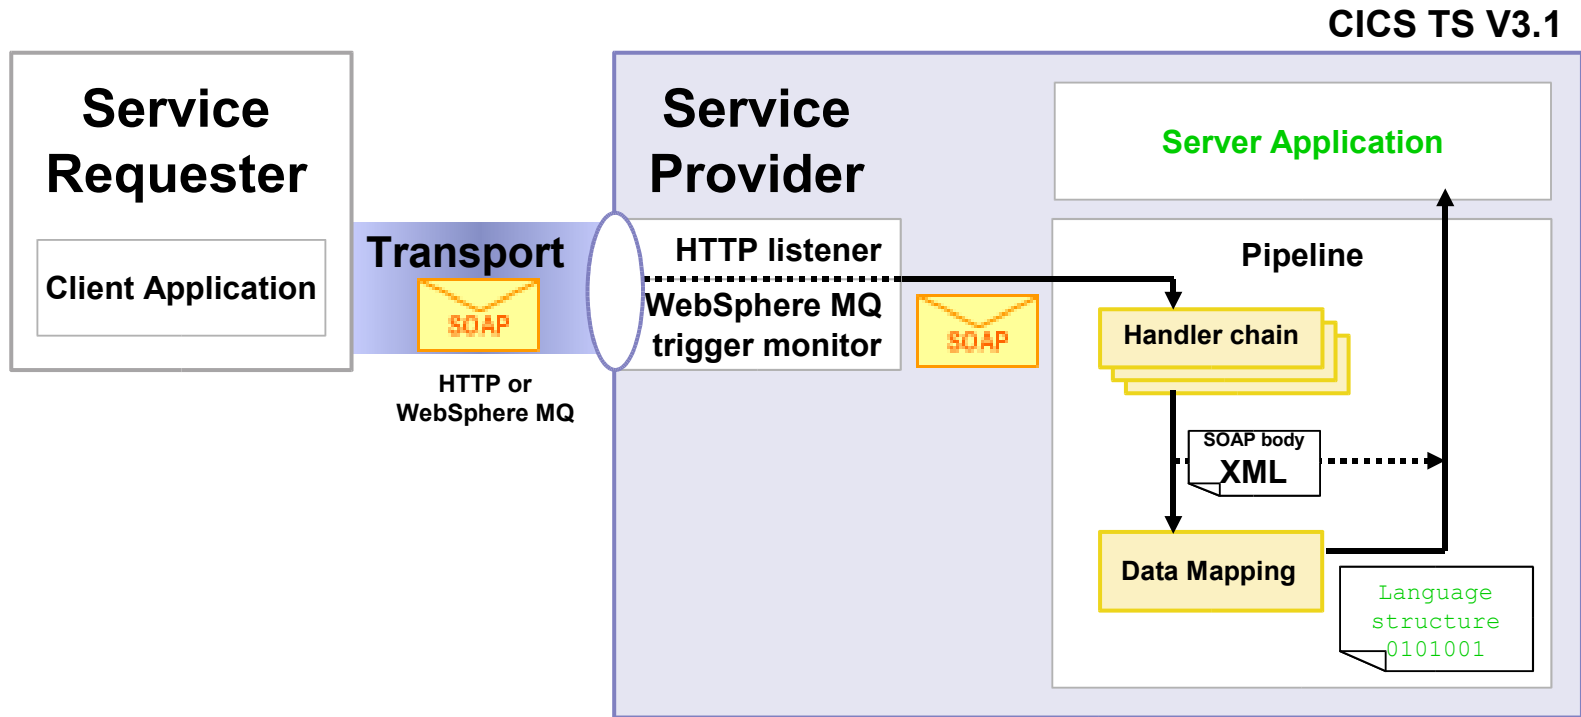 CICS TS V3.1
Service
Requester
Client Application
Transport
SOAP
HTTP or
WebSphere MQ
Service
Provider
HTTP listener
WebSphere MQ
trigger monitor
SOAP
Server Application
Pipeline
Handler chain
SOAP body
XML
Data Mapping
Language
structure
0101001